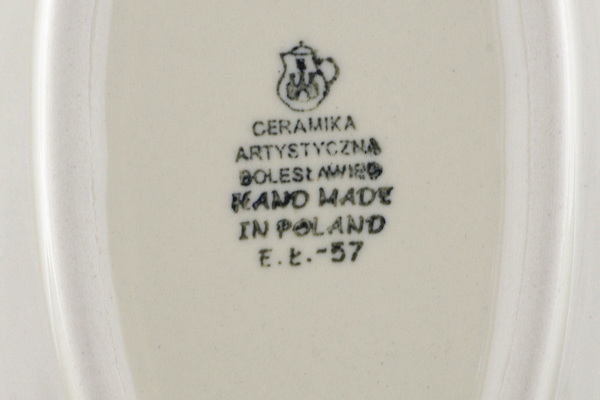 CERAMIKA
ARTYSTYCZNA
BOLESŁAWIEC
HAND MADE
IN POLAND
E.Ł.-57